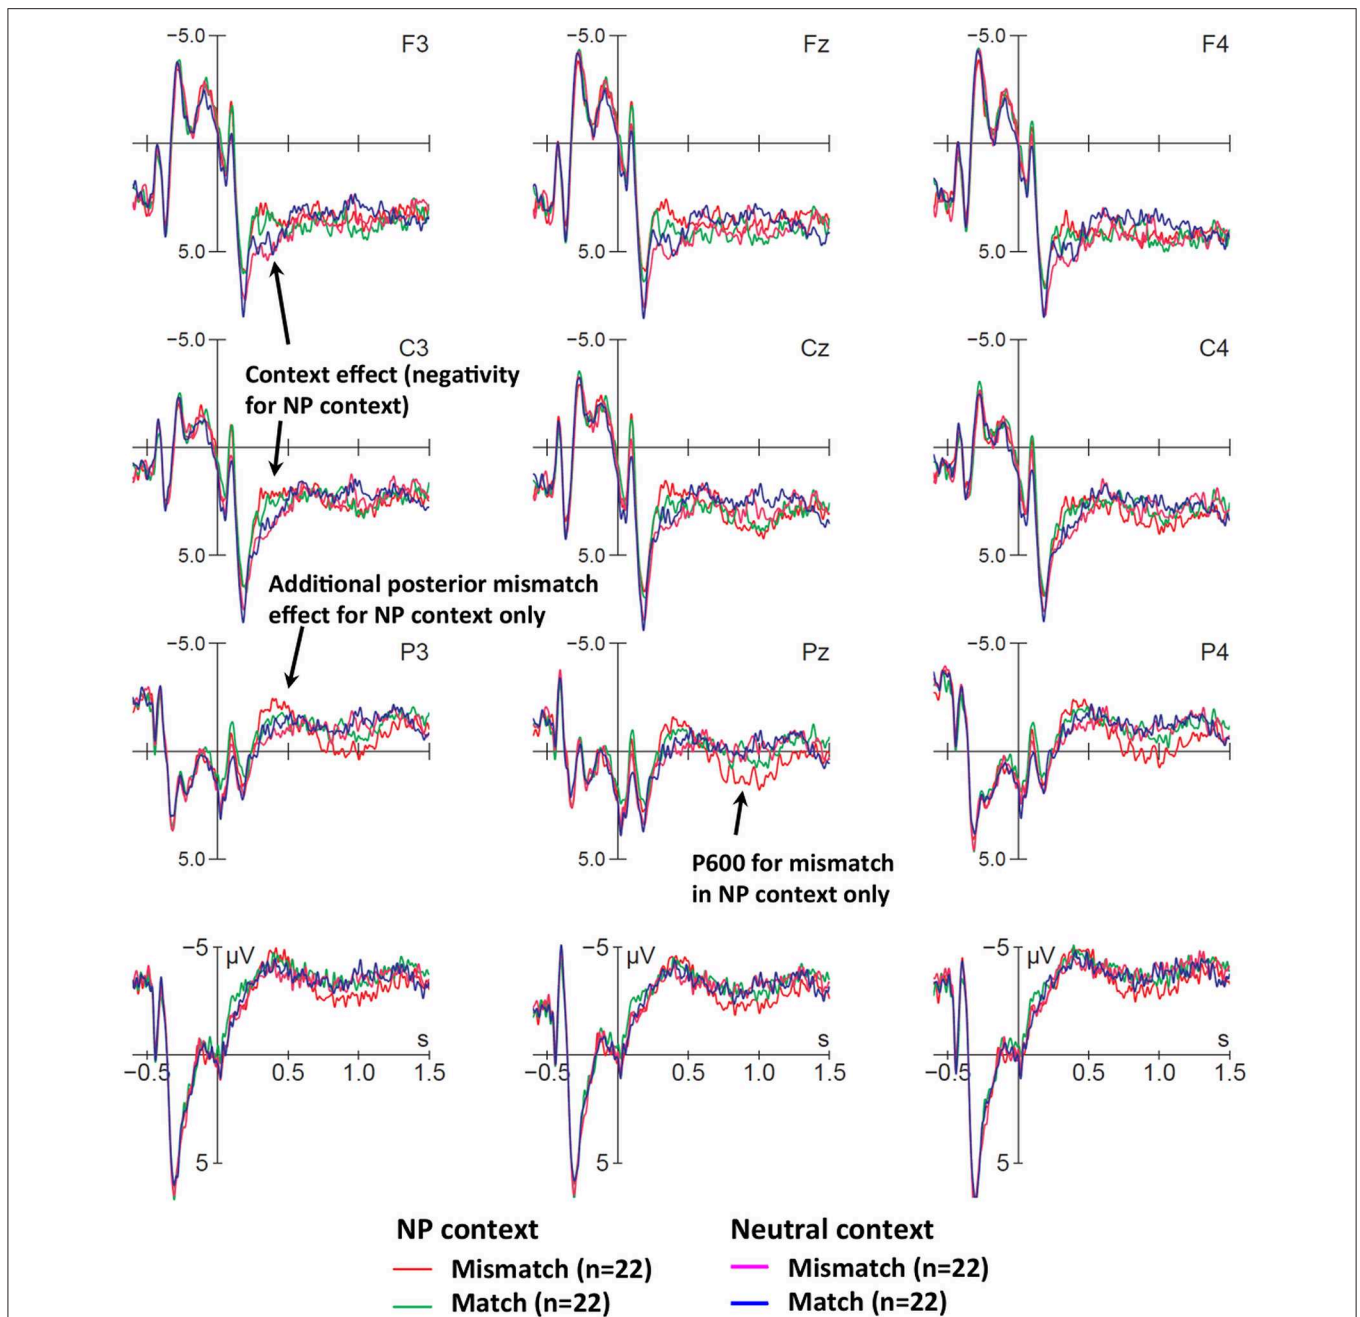 −5.0 F3 −5.0 Fz −5.0 F4
5.0 5.0 5.0
−5.0 C3 −5.0 Cz −5.0 C4
Context effect (negativity
for NP context)
5.0 5.0 5.0
Additional posterior mismatch
effect for NP context only
−5.0 P3 −5.0 Pz −5.0 P4
5.0 5.0 5.0
P600 for mismatch
in NP context only
−5 µV −5 µV −5 µV
s s s
−0.5 0.5 1.0 1.5 −0.5 0.5 1.0 1.5 −0.5 0.5 1.0 1.5
5 5 5
NP context Neutral context
Mismatch (n=22) Mismatch (n=22)
Match (n=22) Match (n=22)